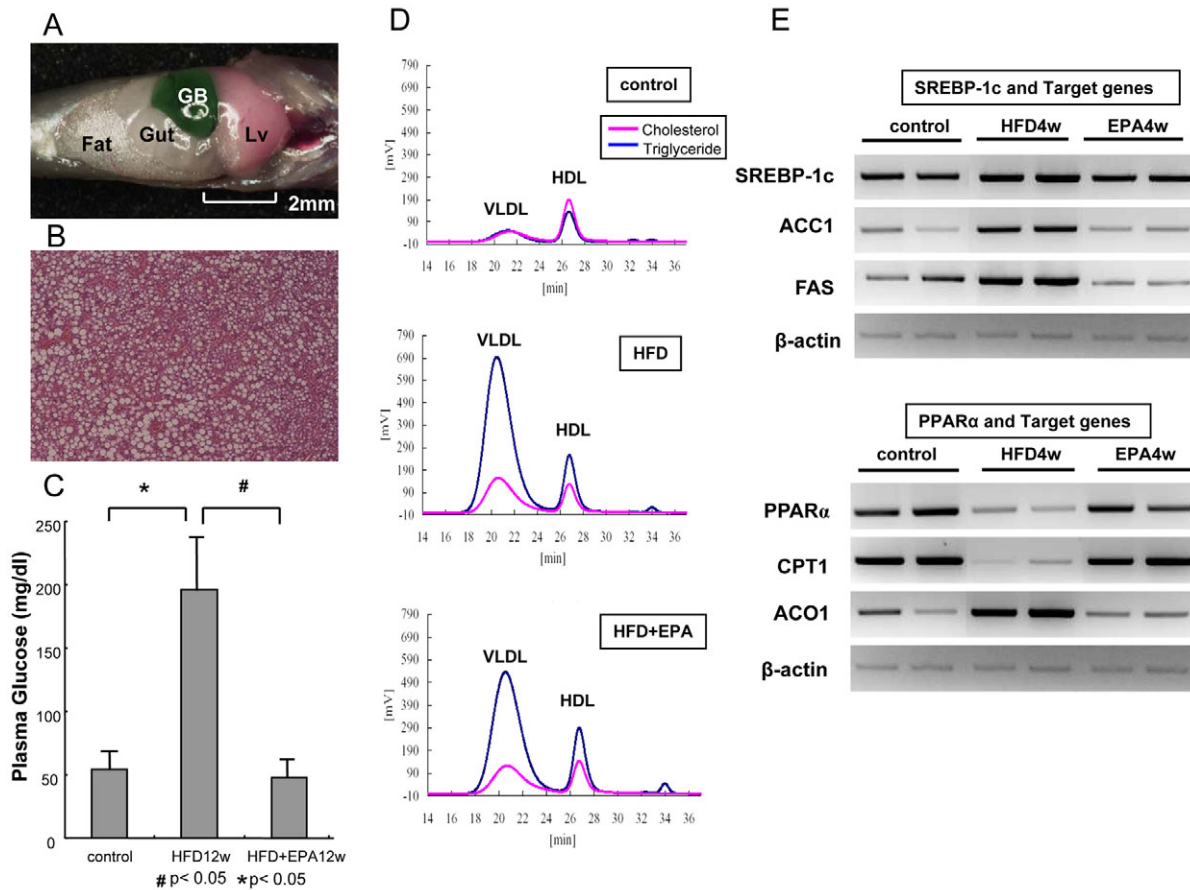 A
GB
Fat
Gut
Lv
2mm
B
C
*
#
Plasma Glucose (mg/dl)
250
200
150
100
50
0
control
HFD12w
HFD+EPA12w
# p< 0.05 *p< 0.05
D
control
Cholesterol
Triglyceride
[mV]
790
690
590
490
390
290
190
90
-10
VLDL
HDL
14 16 18 20 22 24 26 28 30 32 34 36
[min]
HFD
[mV]
790
690
590
490
390
290
190
90
-10
VLDL
HDL
14 16 18 20 22 24 26 28 30 32 34 36
[min]
HFD+EPA
[mV]
790
690
590
490
390
290
190
90
-10
VLDL
HDL
14 16 18 20 22 24 26 28 30 32 34 36
[min]
E
SREBP-1c and Target genes
control HFD4w EPA4w
SREBP-1c
ACC1
FAS
β-actin
PPARα and Target genes
control HFD4w EPA4w
PPARα
CPT1
ACO1
β-actin